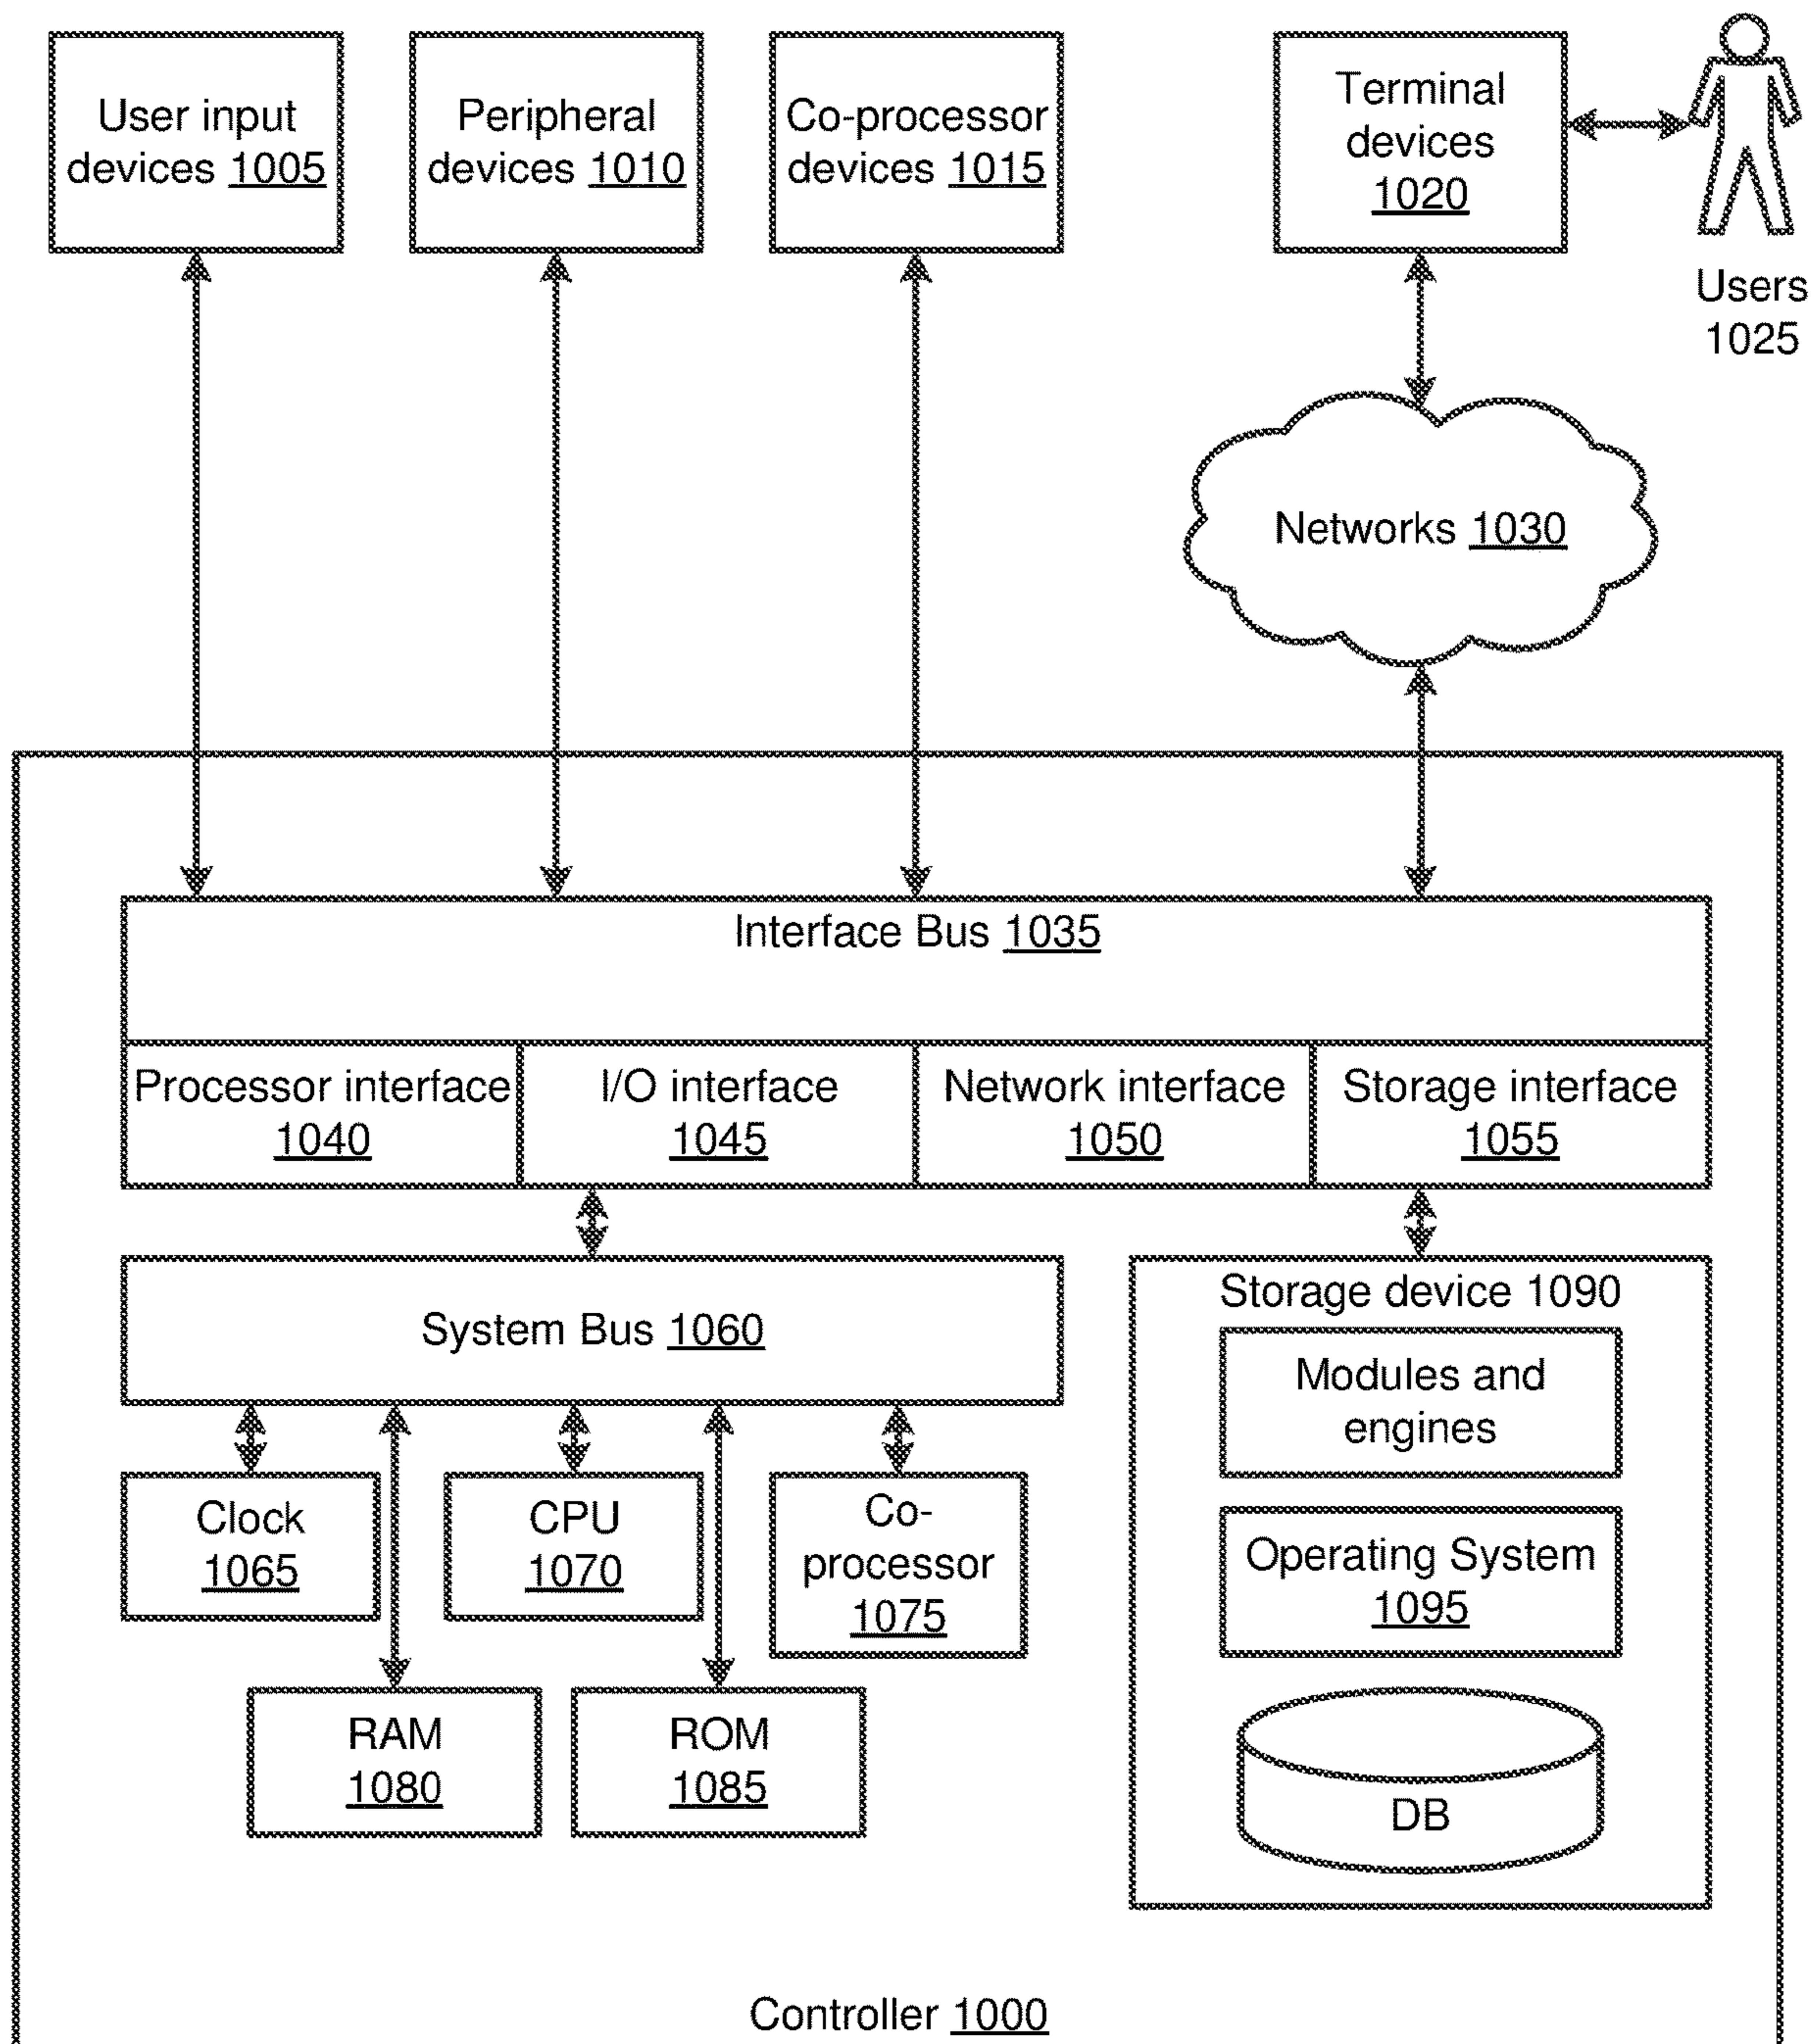 User input
devices 1005
Peripheral
devices 1010
Co-processor
devices 1015
Terminal
devices
1020
Users
1025
Networks 1030
Interface Bus 1035
Processor interface
1040
I/O interface
1045
Network interface
1050
Storage interface
1055
System Bus 1060
Clock
1065
CPU
1070
Co-
processor
1075
RAM
1080
ROM
1085
Storage device 1090
Modules and
engines
Operating System
1095
DB
Controller 1000